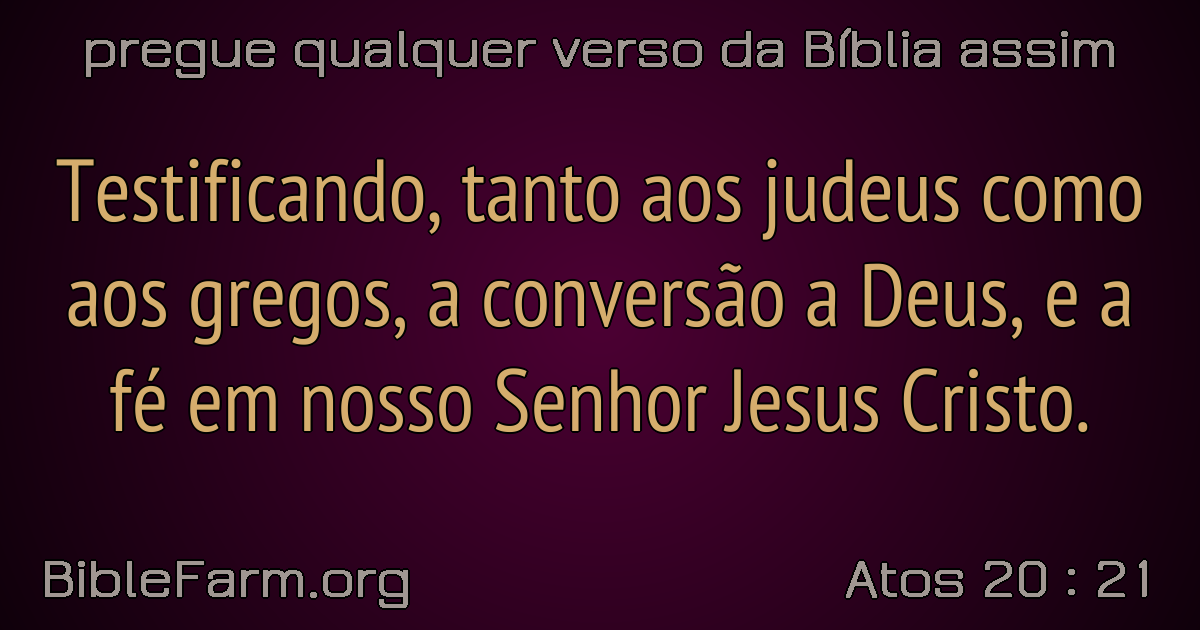 pregue qualquer verso da Bíblia assim
Testificando, tanto aos judeus como
aos gregos, a conversão a Deus, e a
fé em nosso Senhor Jesus Cristo.
BibleFarm.org
Atos 20 : 21